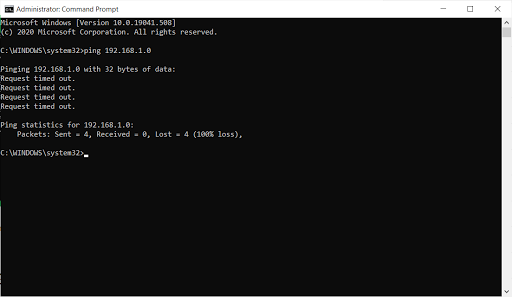 Administrator: Command Prompt
Microsoft Windows [Version 10.0.19041.508]
(c) 2020 Microsoft Corporation. All rights reserved.
C:\WINDOWS\system32>ping 192.168.1.0
Pinging 192.168.1.0 with 32 bytes of data:
Request timed out.
Request timed out.
Request timed out.
Request timed out.
Ping statistics for 192.168.1.0:
    Packets: Sent = 4, Received = 0, Lost = 4 (100% loss),
C:\WINDOWS\system32>